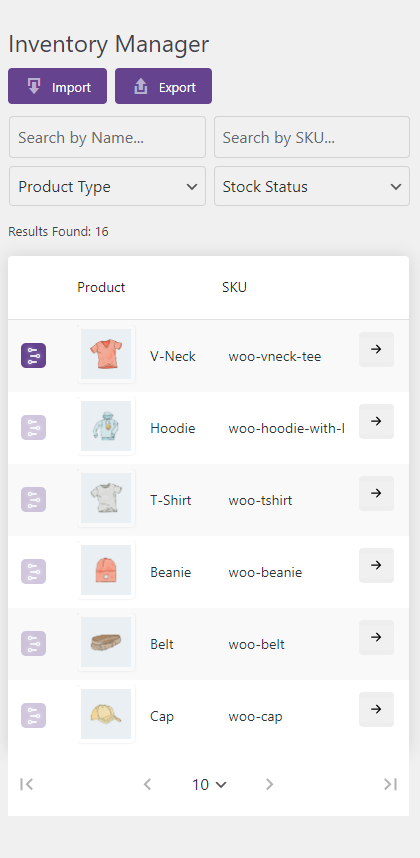 Inventory Manager
Import Export
Search by Name... Search by SKU...
Product Type Stock Status
Results Found: 16
Product SKU
V-Neck woo-vneck-tee
Hoodie woo-hoodie-with-l
T-Shirt woo-tshirt
Beanie woo-beanie
Belt woo-belt
Cap woo-cap
10